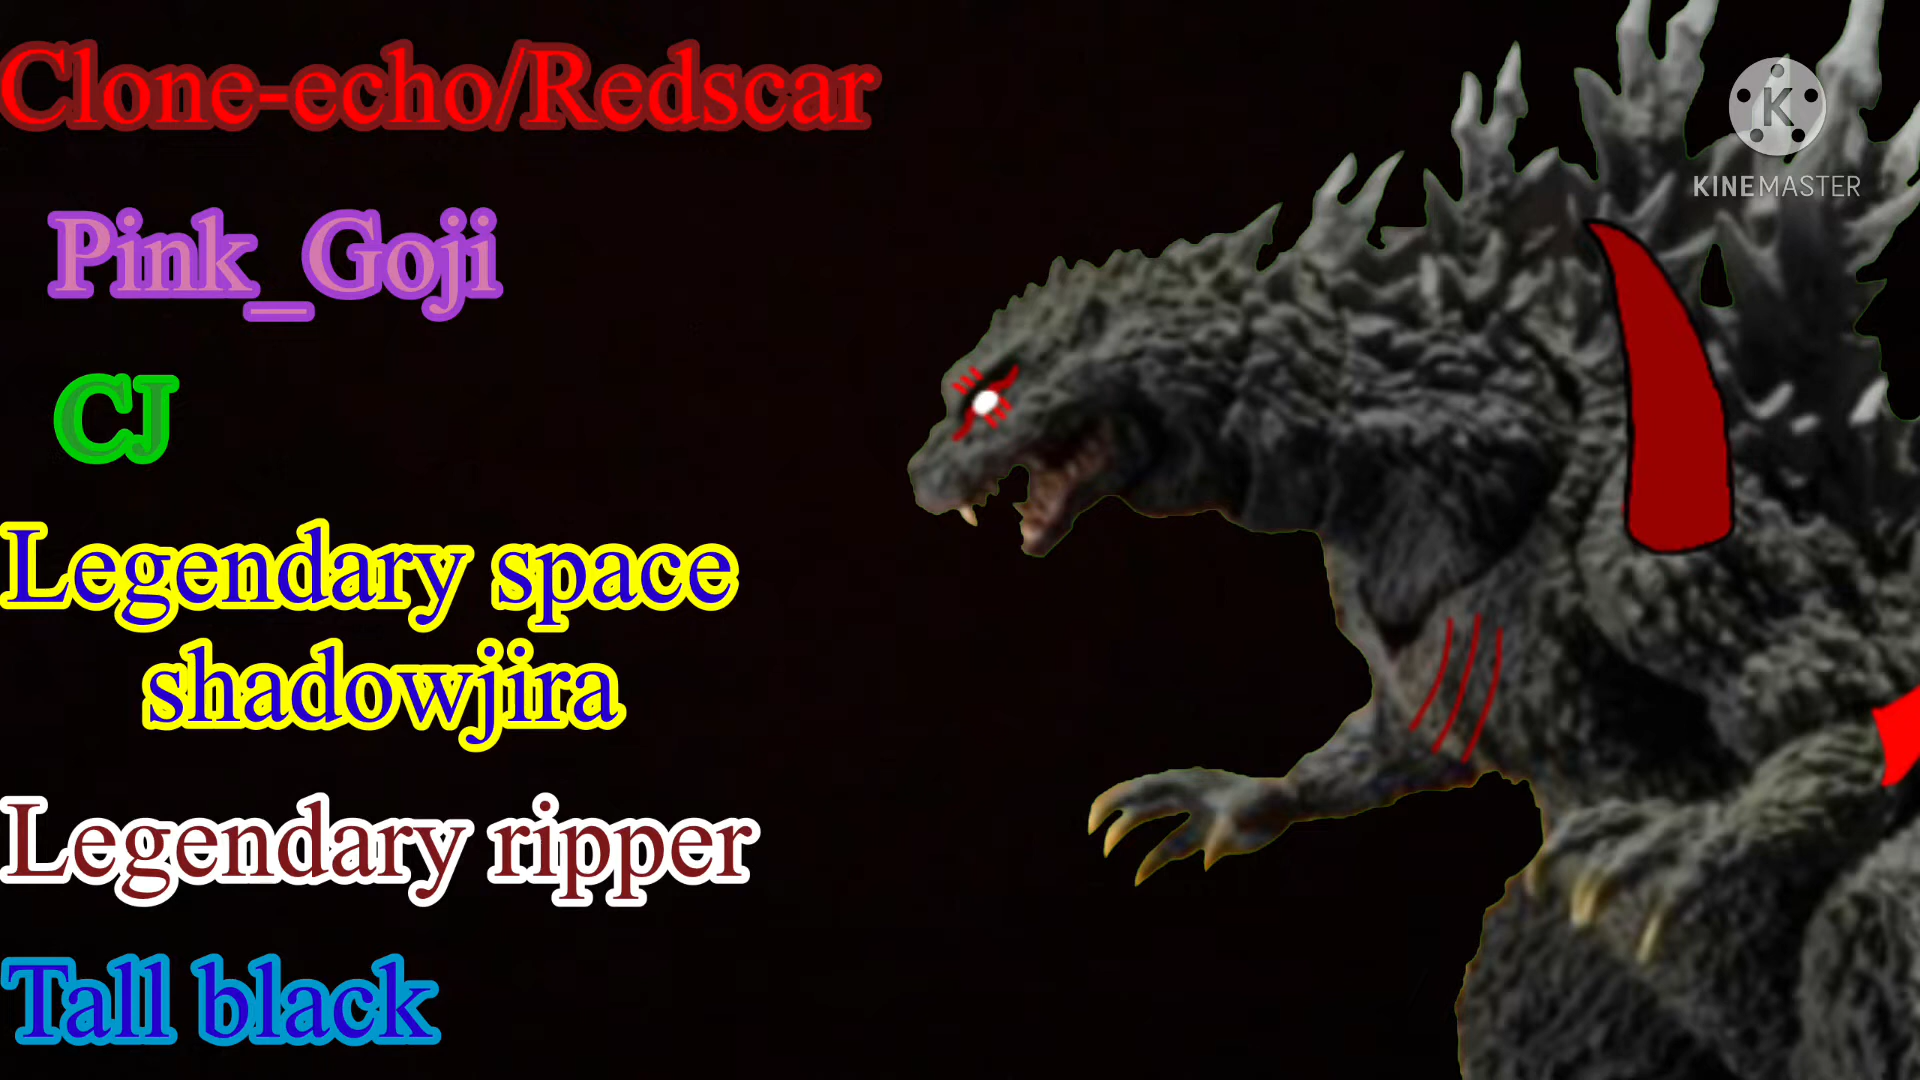 Clone-echo/Redscar
Pink_Goji
CJ
Legendary space
shadowjira
Legendary ripper
Tall black
K
KINEMASTER